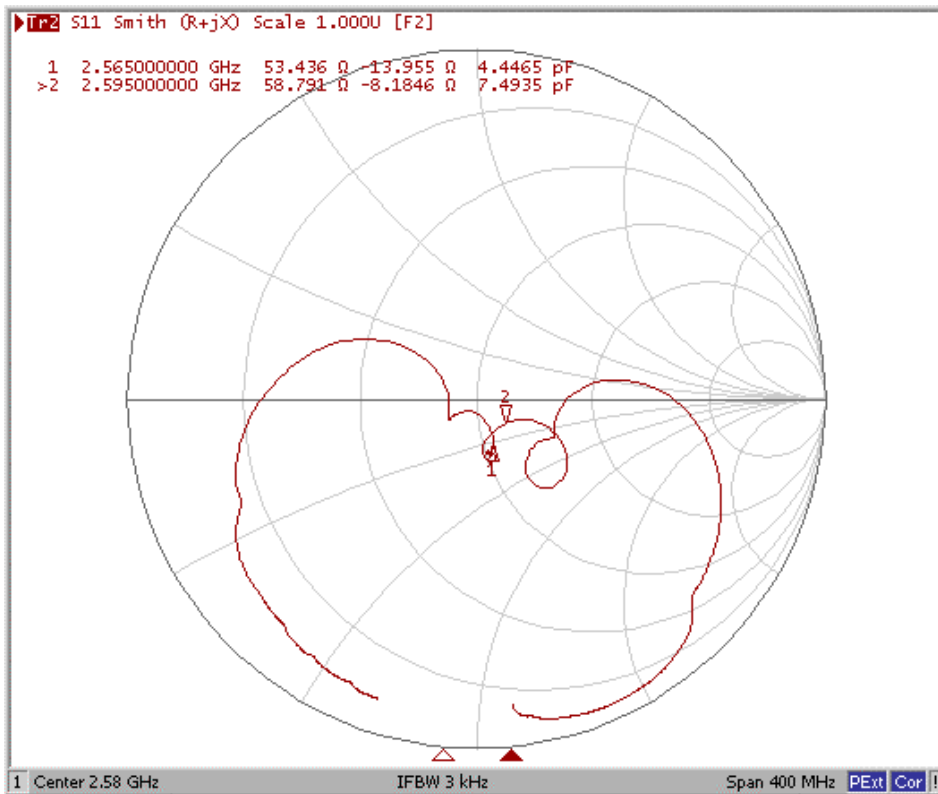 Tr2 S11 Smith (R+jX) Scale 1.000U [F2]
1 2.565000000 GHz 53.436 Ω -13.955 Ω 4.4465 pF
>2 2.595000000 GHz 58.791 Ω -8.1846 Ω 7.4935 pF
2
1
1 Center 2.58 GHz IFBW 3 kHz Span 400 MHz PExt Cor !